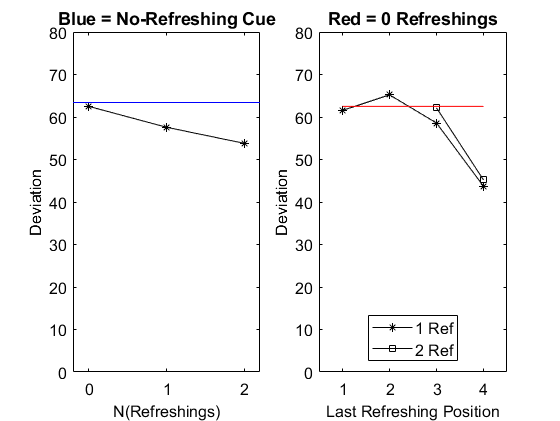 Blue = No-Refreshing Cue
80
70
60
50
40
30
20
10
0
Deviation
0 1 2
N(Refreshings)
Red = 0 Refreshings
80
70
60
50
40
30
20
10
0
Deviation
1 Ref
2 Ref
1 2 3 4
Last Refreshing Position